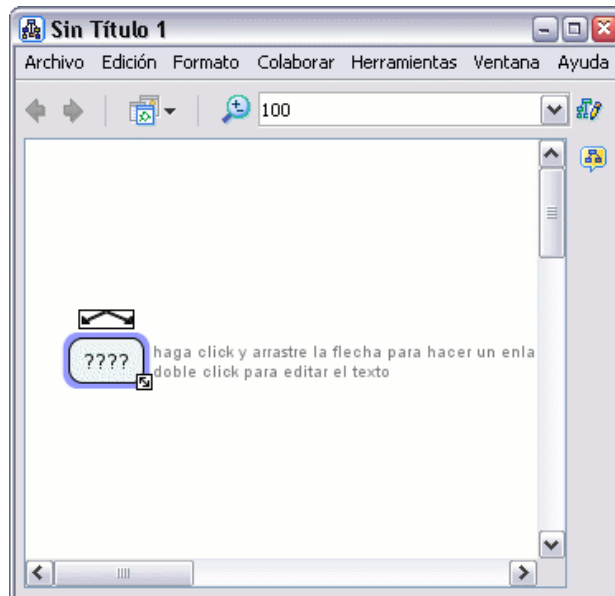 Sin Título 1
Archivo Edición Formato Colaborar Herramientas Ventana Ayuda
100
????
haga click y arrastre la flecha para hacer un enla
doble click para editar el texto